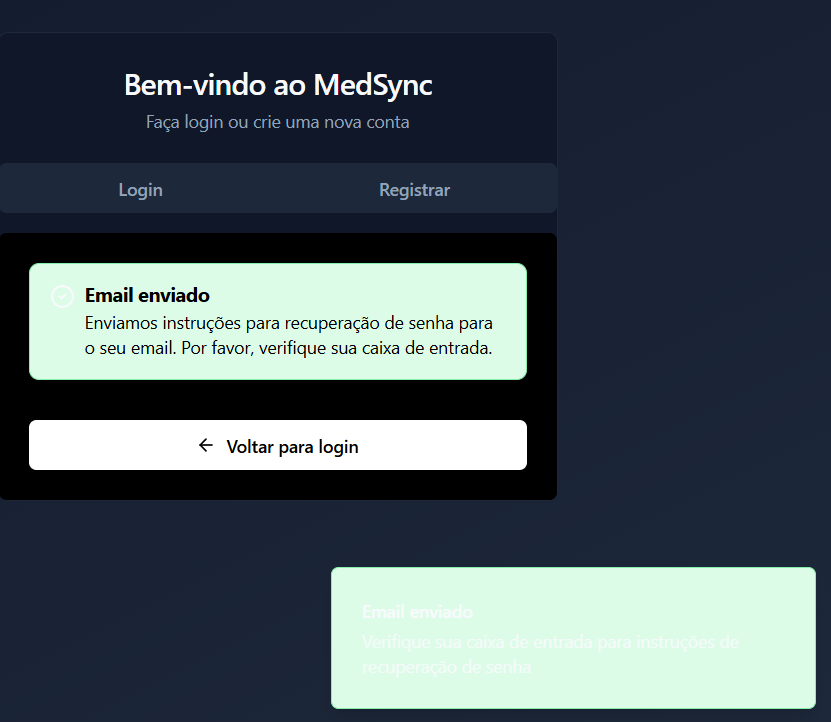 Bem-vindo ao MedSync
Faça login ou crie uma nova conta
Login
Registrar
Email enviado
Enviamos instruções para recuperação de senha para
o seu email. Por favor, verifique sua caixa de entrada.
Voltar para login
Email enviado
Verifique sua caixa de entrada para instruções de
recuperação de senha